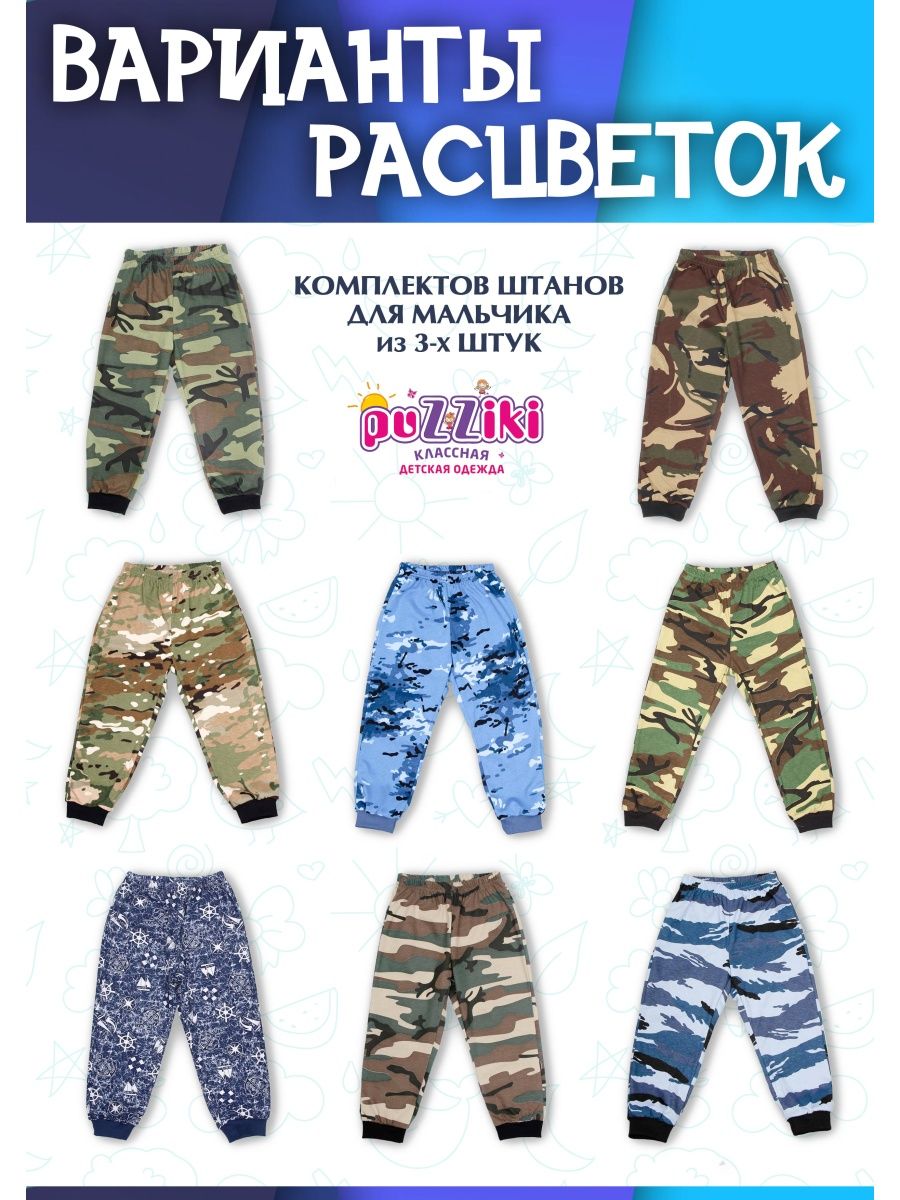 ВАРИАНТЫ
РАСЦВЕТОК
КОМПЛЕКТОВ ШТАНОВ
ДЛЯ МАЛЬЧИКА
из 3-х ШТУК
puZZiki
КЛАССНАЯ
ДЕТСКАЯ ОДЕЖДА